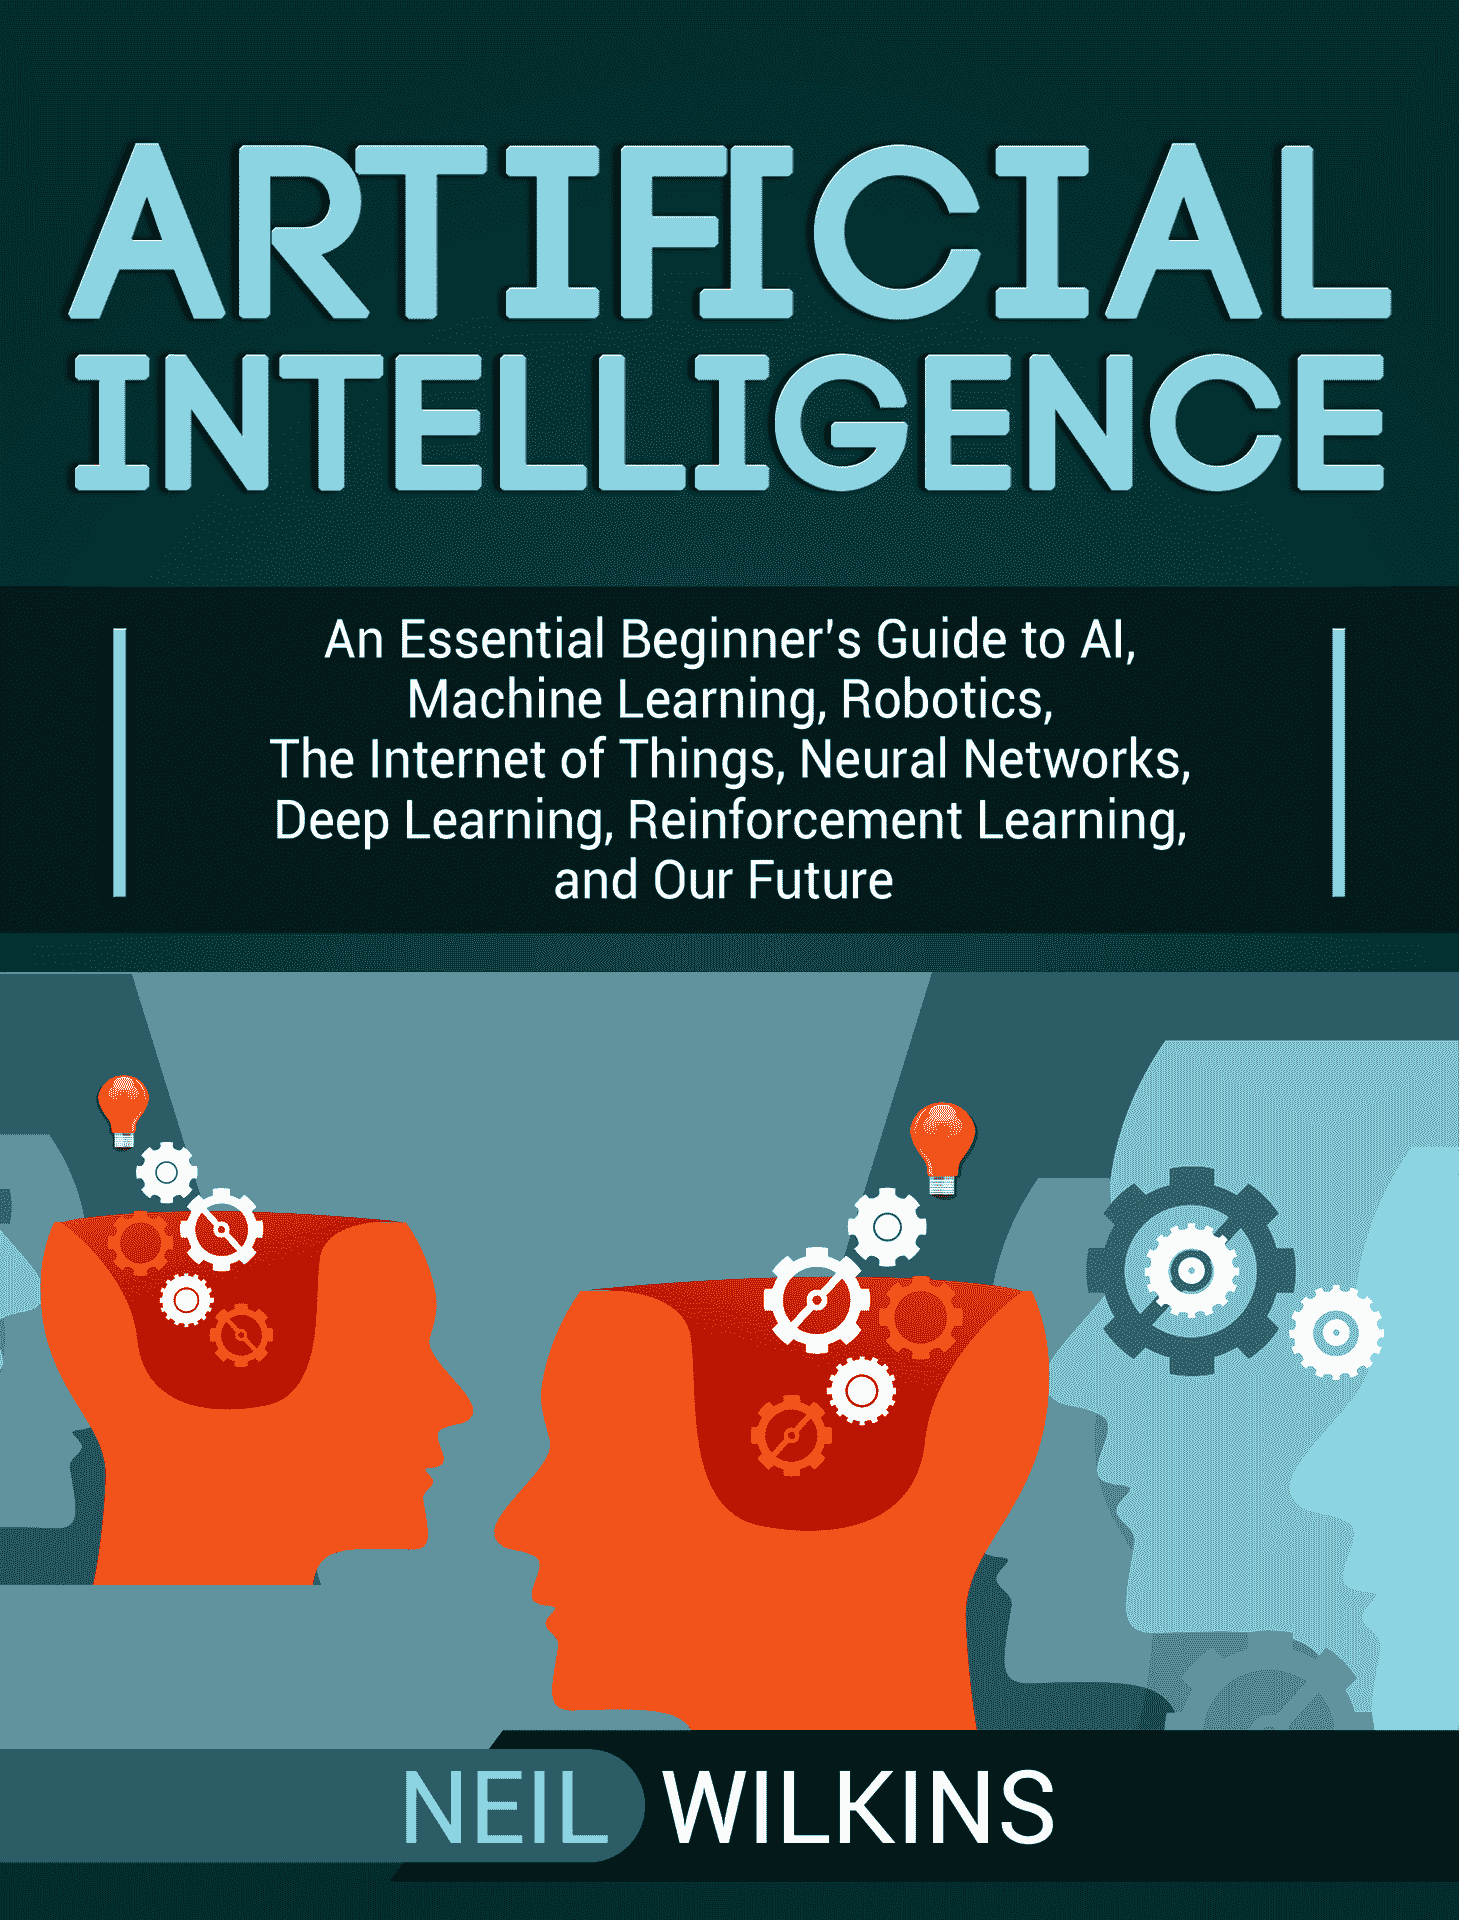 ARTIFICIAL
INTELLIGENCE
An Essential Beginner's Guide to AI,
Machine Learning, Robotics,
The Internet of Things, Neural Networks,
Deep Learning, Reinforcement Learning,
and Our Future
NEIL WILKINS